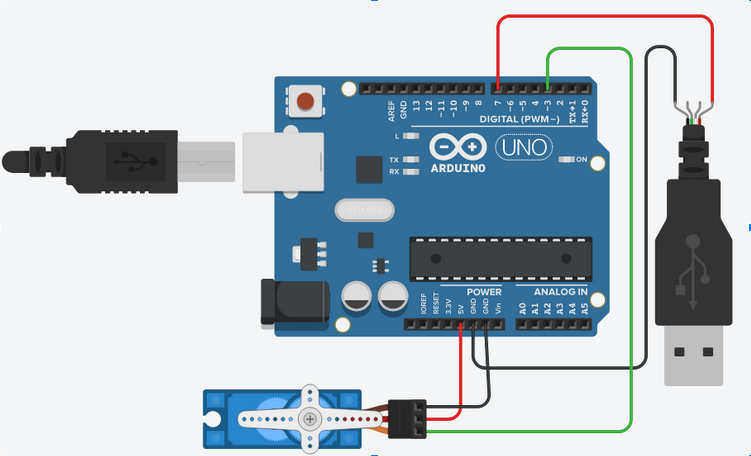 AREF
GND
13
12
~11
~10
~9
8
7
~6
~5
4
~3
2
TX→1
RX←0
DIGITAL (PWM~)
L
TX
RX
ARDUINO
UNO
ON
POWER
ANALOG IN
IOREF
RESET
3.3V
5V
GND
GND
Vin
A0
A1
A2
A3
A4
A5